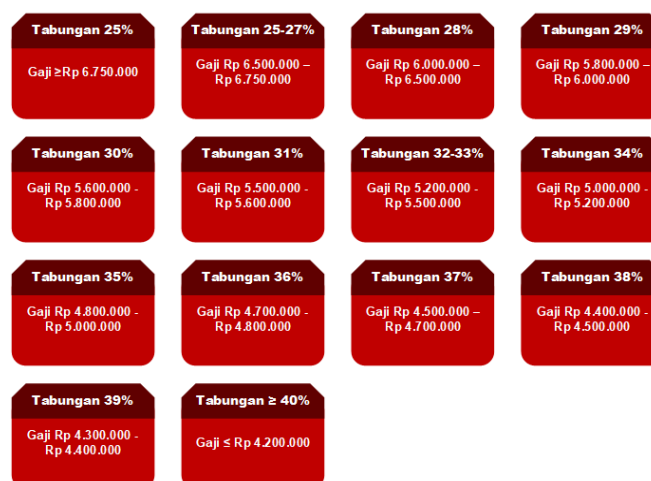 Tabungan 25%
Gaji ≥Rp 6.750.000
Tabungan 25-27%
Gaji Rp 6.500.000 –
Rp 6.750.000
Tabungan 28%
Gaji Rp 6.000.000 –
Rp 6.500.000
Tabungan 29%
Gaji Rp 5.800.000 –
Rp 6.000.000
Tabungan 30%
Gaji Rp 5.600.000 -
Rp 5.800.000
Tabungan 31%
Gaji Rp 5.500.000 -
Rp 5.600.000
Tabungan 32-33%
Gaji Rp 5.200.000 -
Rp 5.500.000
Tabungan 34%
Gaji Rp 5.000.000 -
Rp 5.200.000
Tabungan 35%
Gaji Rp 4.800.000 -
Rp 5.000.000
Tabungan 36%
Gaji Rp 4.700.000 -
Rp 4.800.000
Tabungan 37%
Gaji Rp 4.500.000 –
Rp 4.700.000
Tabungan 38%
Gaji Rp 4.400.000 -
Rp 4.500.000
Tabungan 39%
Gaji Rp 4.300.000 -
Rp 4.400.000
Tabungan ≥ 40%
Gaji ≤ Rp 4.200.000